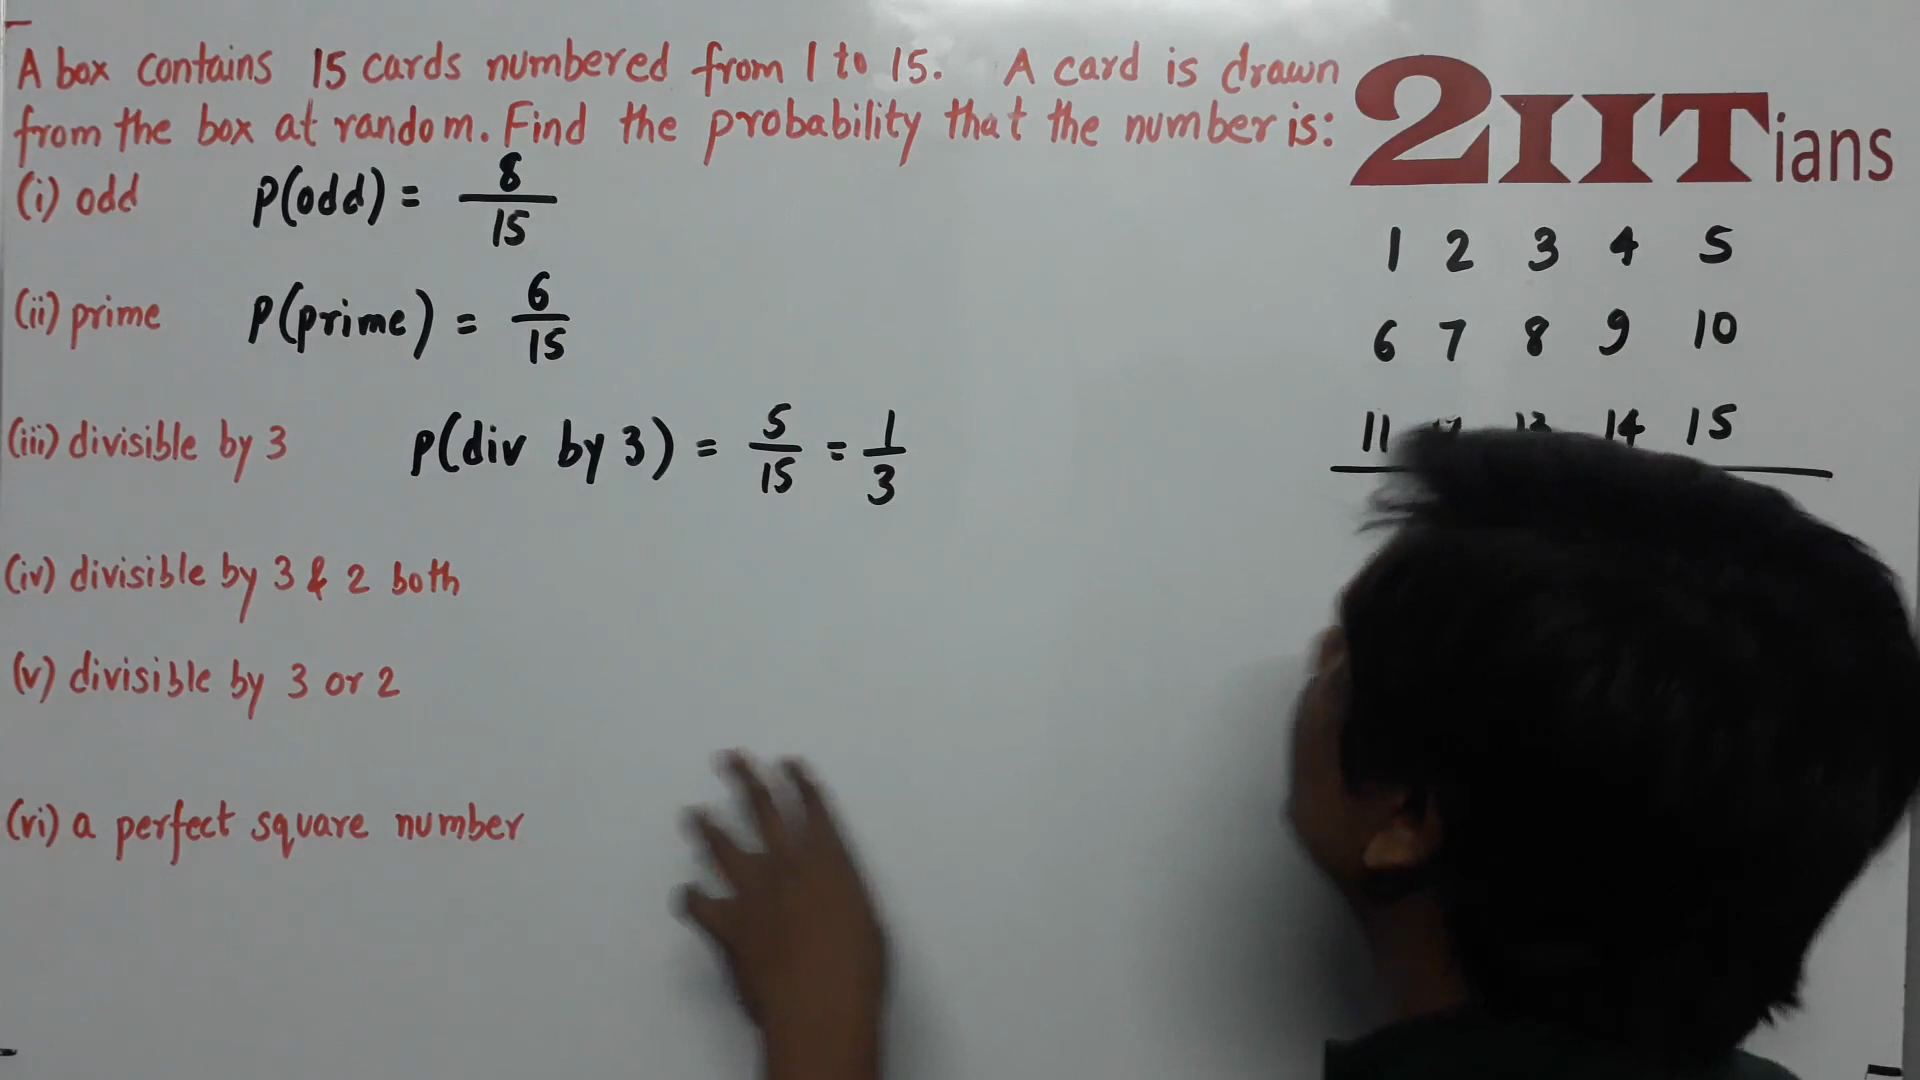 A box contains 15 cards numbered from 1 to 15. A card is drawn
from the box at random. Find the probability that the number is:
2IITians
(i) odd P(odd) = 8/15
(ii) prime P(prime) = 6/15
(iii) divisible by 3 P(div by 3) = 5/15 = 1/3
(iv) divisible by 3 & 2 both
(v) divisible by 3 or 2
(vi) a perfect square number
1 2 3 4 5
6 7 8 9 10
11 14 15